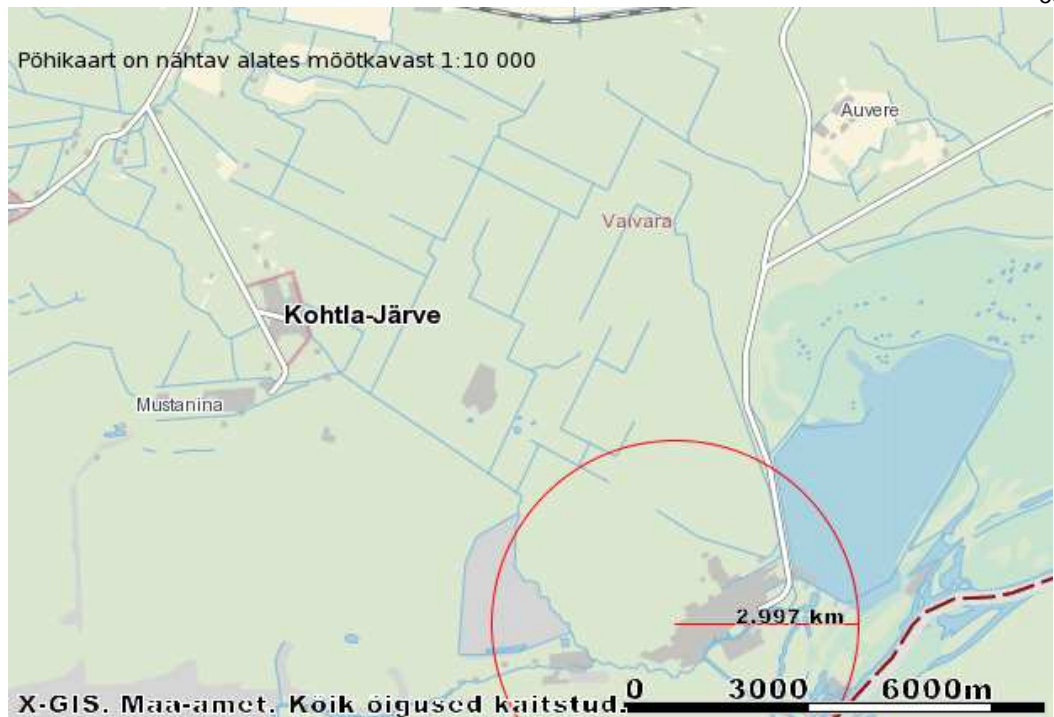 Põhikaart on nähtav alates mõõtkavast 1:10 000
Auvere
Vaivara
Kohtla-Järve
Mustanina
2.997 km
X-GIS. Maa-amet. Kõik õigused kaitstud.
0 3000 6000m